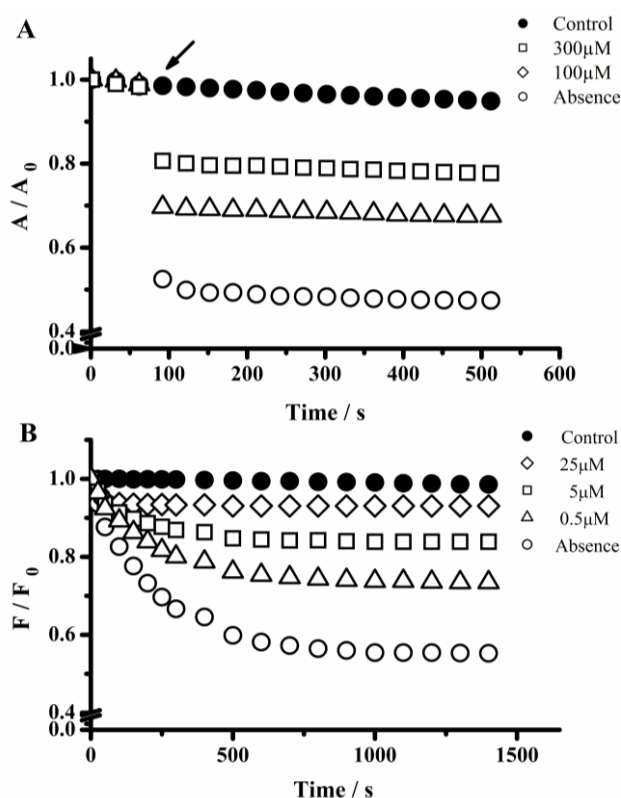 A
Control
300µM
100µM
Absence
1.0
0.8
0.6
0.4
0.0
A / A0
0 100 200 300 400 500 600
Time / s
B
Control
25µM
5µM
0.5µM
Absence
1.0
0.8
0.6
0.4
0.0
F / F0
0 500 1000 1500
Time / s